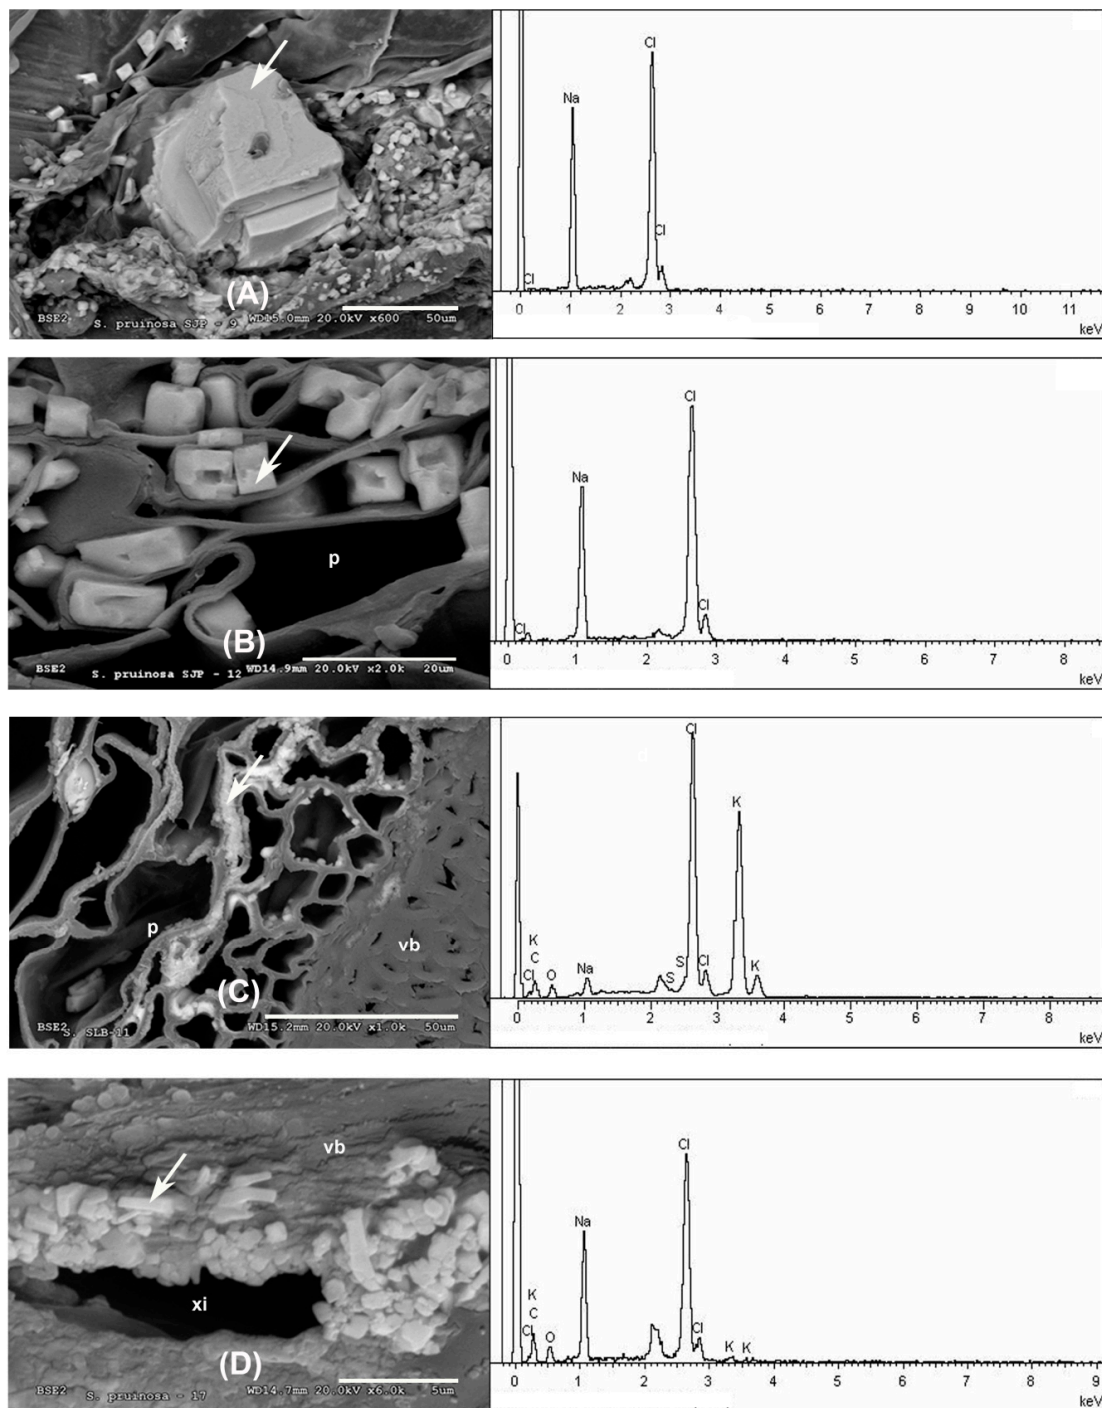 (A)
BSE2
S. pruinosa SJP - 9
WD15.0mm 20.0kV x600
50um
Cl
Na
Cl
Cl
0 1 2 3 4 5 6 7 8 9 10 11
keV
p
(B)
BSE2
S. pruinosa SJP - 12
WD14.9mm 20.0kV x2.0k
20um
Cl
Na
Cl
Cl
0 1 2 3 4 5 6 7 8
keV
p
vb
(C)
BSE2
S. SLB-11
WD15.2mm 20.0kV x1.0k
50um
Cl
K
K
C
Cl
O
Na
S
S
Cl
K
0 1 2 3 4 5 6 7 8
keV
vb
xi
(D)
BSE2
S. pruinosa - 17
WD14.7mm 20.0kV x6.0k
5um
Cl
Na
K
C
Cl
O
Cl
K
K
0 1 2 3 4 5 6 7 8 9
keV